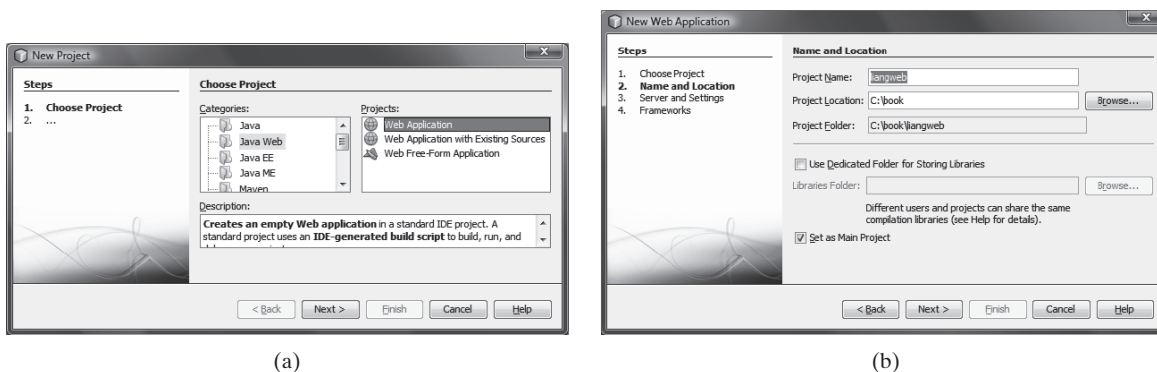 New Project
Steps
1. Choose Project
2. ...
Choose Project
Categories:
Java
Java Web
Java EE
Java ME
Maven
Projects:
Web Application
Web Application with Existing Sources
Web Free-Form Application
Description:
Creates an empty Web application in a standard IDE project. A
standard project uses an IDE-generated build script to build, run, and
< Back Next > Finish Cancel Help
(a)
New Web Application
Steps
1. Choose Project
2. Name and Location
3. Server and Settings
4. Frameworks
Name and Location
Project Name: liangweb
Project Location: C:\book Browse...
Project Folder: C:\book\liangweb
Use Dedicated Folder for Storing Libraries
Libraries Folder: Browse...
Different users and projects can share the same
compilation libraries (see Help for details).
Set as Main Project
< Back Next > Finish Cancel Help
(b)